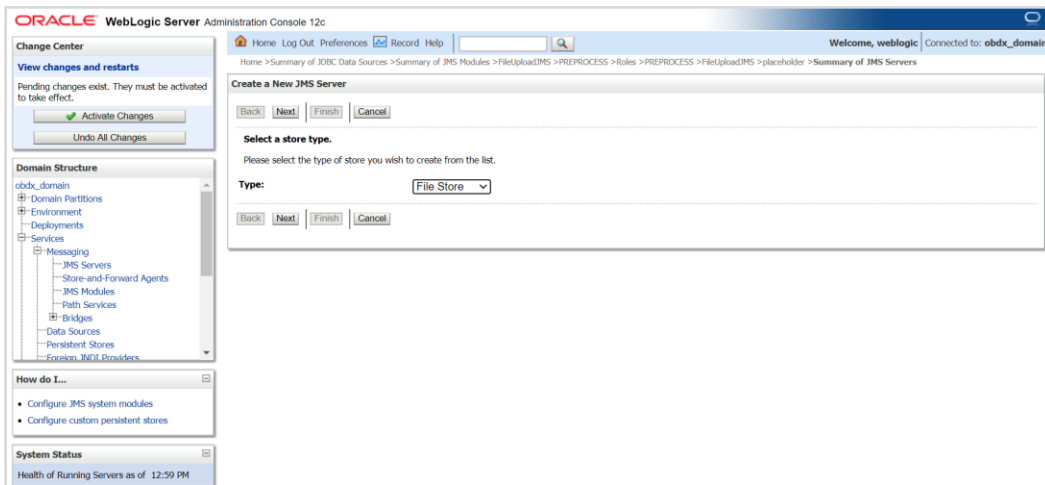 ORACLE WebLogic Server Administration Console 12c
Change Center
View changes and restarts
Pending changes exist. They must be activated
to take effect.
Activate Changes
Undo All Changes
Domain Structure
obdx_domain
Domain Partitions
Environment
Deployments
Services
Messaging
JMS Servers
Store-and-Forward Agents
JMS Modules
Path Services
Bridges
Data Sources
Persistent Stores
Foreign JNDI Providers
How do I...
Configure JMS system modules
Configure custom persistent stores
System Status
Health of Running Servers as of 12:59 PM
Home Log Out Preferences Record Help
Welcome, weblogic Connected to: obdx_domain
Home >Summary of JDBC Data Sources >Summary of JMS Modules >FileUploadJMS >PREPROCESS >Roles >PREPROCESS >FileUploadJMS >placeholder >Summary of JMS Servers
Create a New JMS Server
Back Next Finish Cancel
Select a store type.
Please select the type of store you wish to create from the list.
Type: File Store
Back Next Finish Cancel